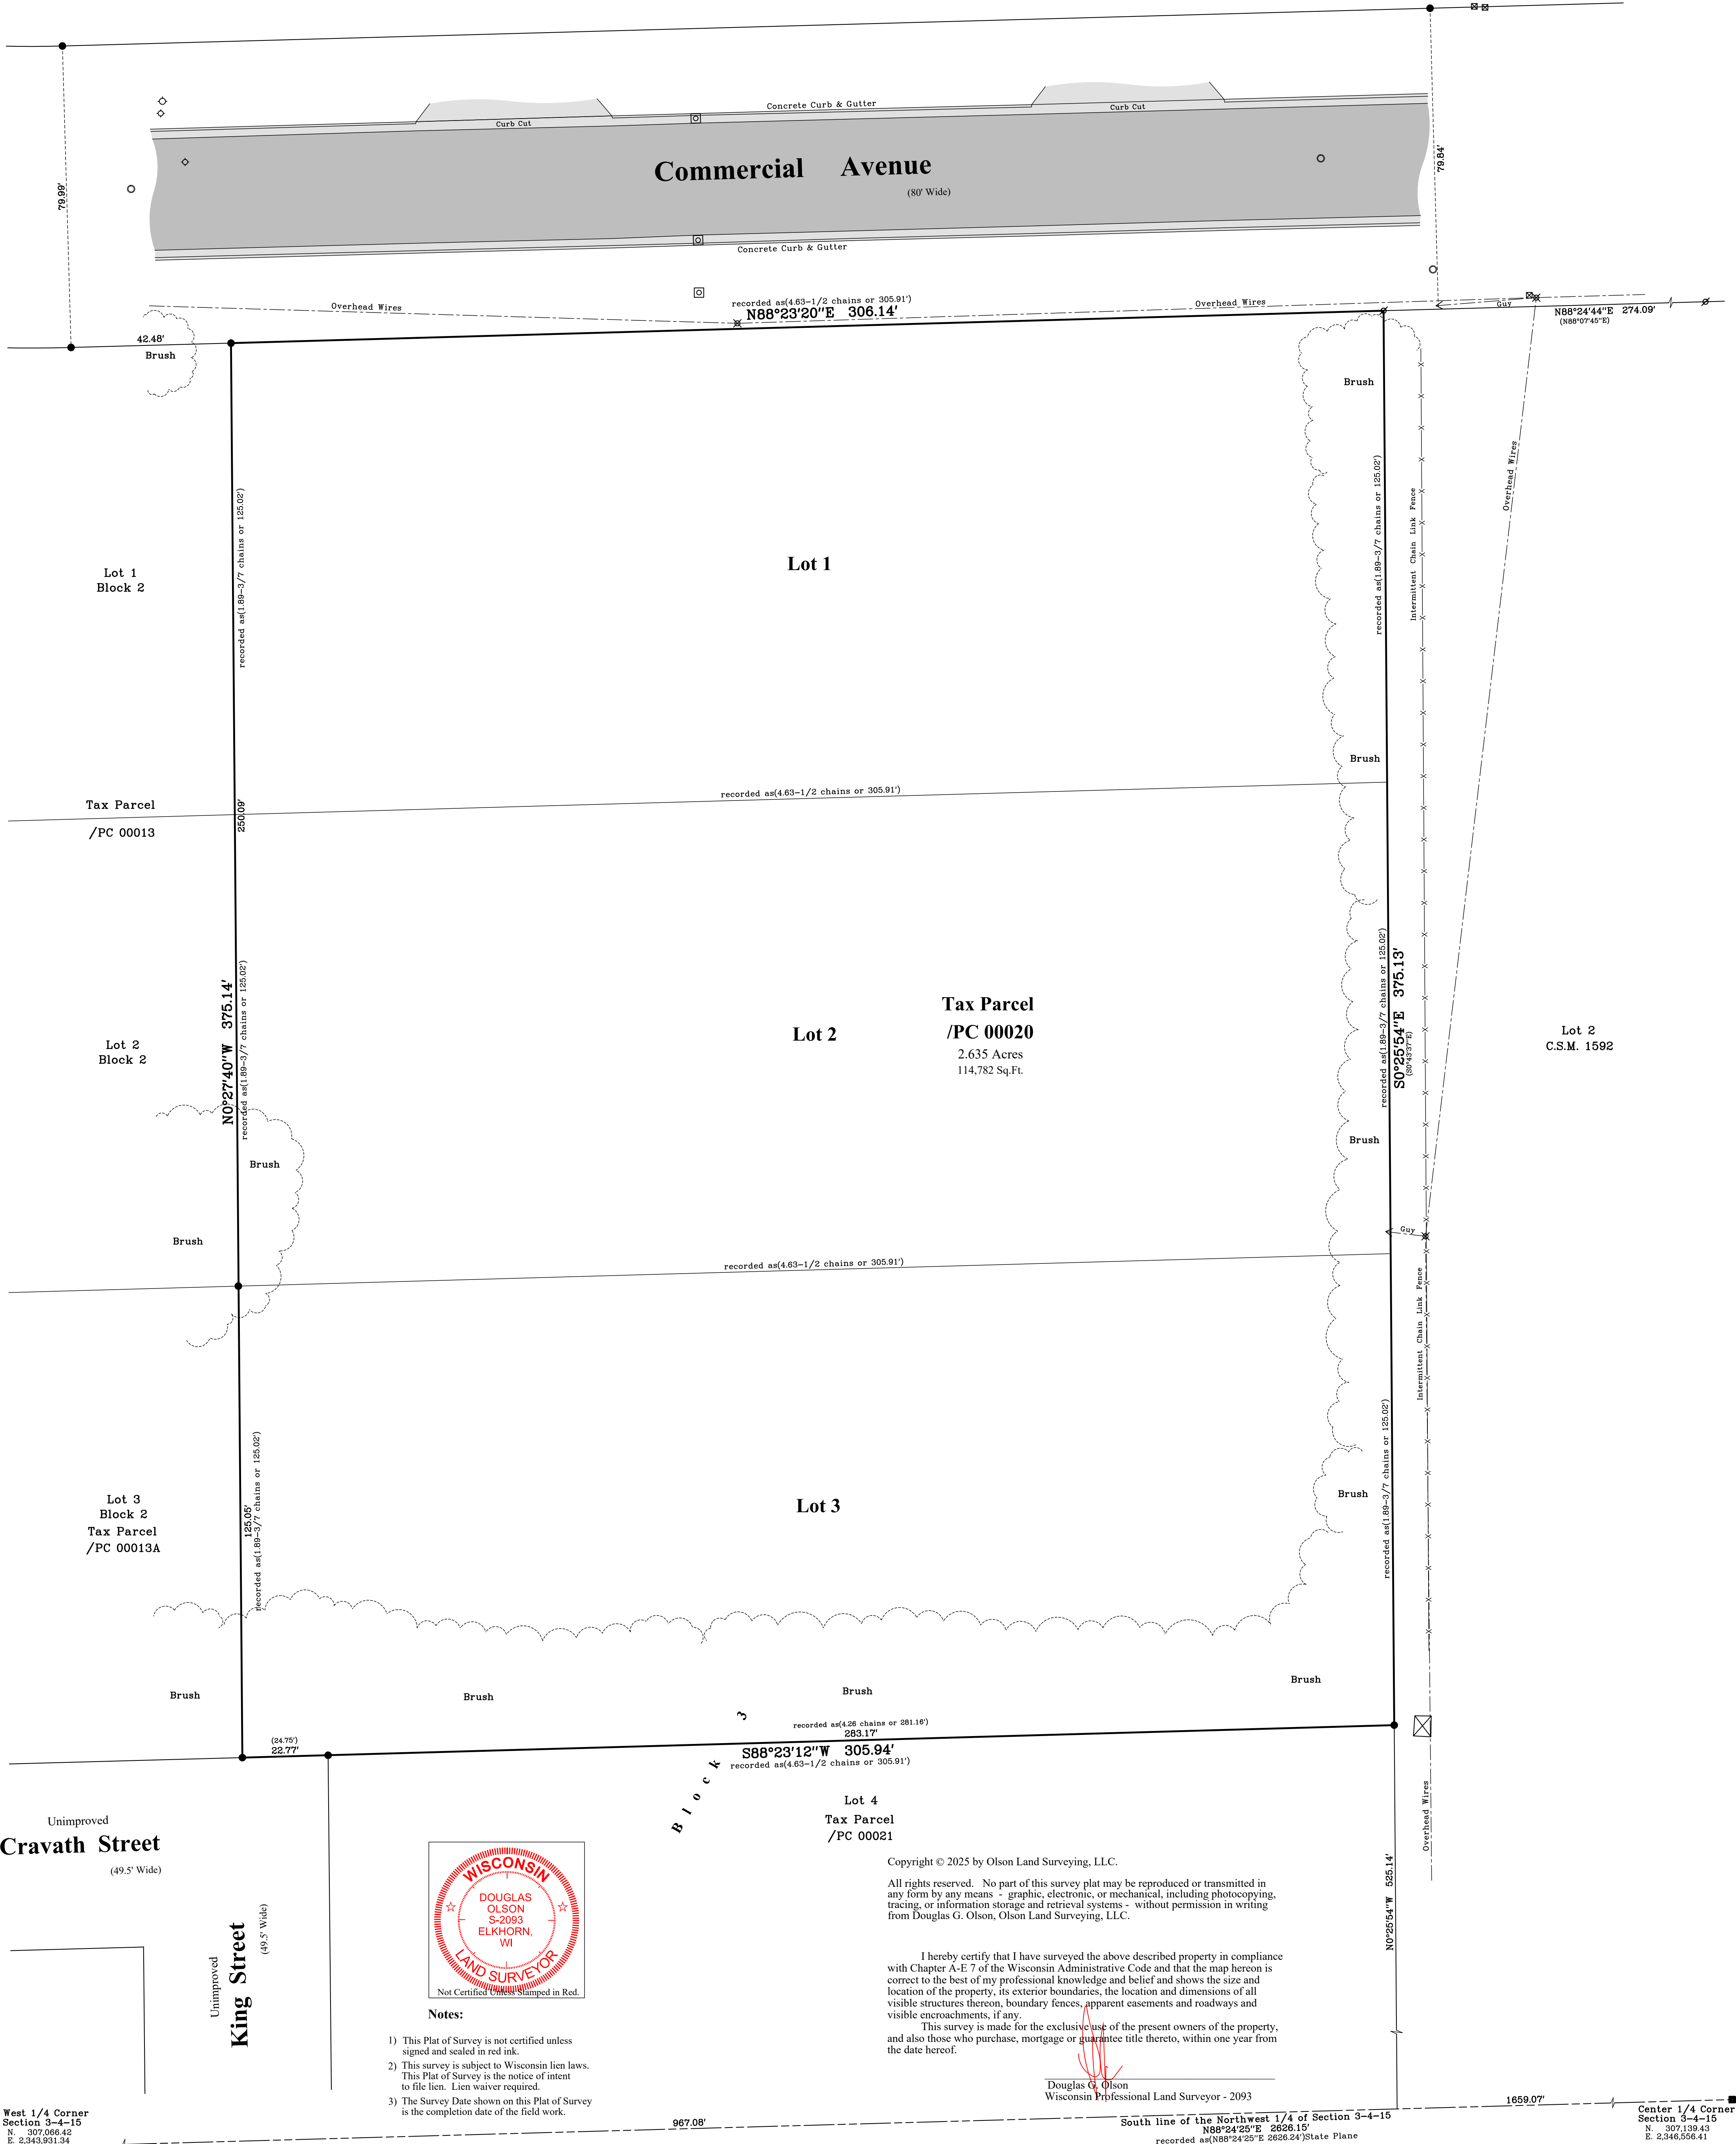 Concrete Curb & Gutter
Curb Cut
Curb Cut
79.99'
79.84'
Commercial Avenue
(80' Wide)
Concrete Curb & Gutter
Overhead Wires
recorded as(4.63-1/2 chains or 305.91')
N88°23'20"E 306.14'
Overhead Wires
Guy
N88°24'44"E 274.09'
(N88°07'45"E)
42.48'
Brush
Brush
recorded as(1.89-3/7 chains or 125.02')
recorded as(1.89-3/7 chains or 125.02')
Intermittent Chain Link Fence
Overhead Wires
Lot 1
Block 2
Lot 1
Brush
Tax Parcel
/PC 00013
250.09'
recorded as(4.63-1/2 chains or 305.91')
N0°27'40"W 375.14'
recorded as(1.89-3/7 chains or 125.02')
Lot 2
Block 2
Lot 2
Tax Parcel
/PC 00020
2.635 Acres
114,782 Sq.Ft.
recorded as(1.89-3/7 chains or 125.02')
S0°25'54"E 375.13'
(S0°43'37"E)
Lot 2
C.S.M. 1592
Brush
Brush
Brush
Guy
recorded as(4.63-1/2 chains or 305.91')
Intermittent Chain Link Fence
Lot 3
Block 2
Tax Parcel
/PC 00013A
125.05'
recorded as(1.89-3/7 chains or 125.02')
Lot 3
Brush
recorded as(1.89-3/7 chains or 125.02')
Brush
Brush
Brush
Brush
(24.75')
22.77'
recorded as(4.26 chains or 281.16')
283.17'
S88°23'12"W 305.94'
recorded as(4.63-1/2 chains or 305.91')
Block 3
Lot 4
Tax Parcel
/PC 00021
Overhead Wires
Unimproved
Cravath Street
(49.5' Wide)
Unimproved
King Street
(49.5' Wide)
WISCONSIN
DOUGLAS
OLSON
S-2093
ELKHORN,
WI
LAND SURVEYOR
Not Certified Unless Stamped in Red.
Notes:
1) This Plat of Survey is not certified unless
signed and sealed in red ink.
2) This survey is subject to Wisconsin lien laws.
This Plat of Survey is the notice of intent
to file lien. Lien waiver required.
3) The Survey Date shown on this Plat of Survey
is the completion date of the field work.
Copyright © 2025 by Olson Land Surveying, LLC.
All rights reserved. No part of this survey plat may be reproduced or transmitted in
any form by any means - graphic, electronic, or mechanical, including photocopying,
tracing, or information storage and retrieval systems - without permission in writing
from Douglas G. Olson, Olson Land Surveying, LLC.
I hereby certify that I have surveyed the above described property in compliance
with Chapter A-E 7 of the Wisconsin Administrative Code and that the map hereon is
correct to the best of my professional knowledge and belief and shows the size and
location of the property, its exterior boundaries, the location and dimensions of all
visible structures thereon, boundary fences, apparent easements and roadways and
visible encroachments, if any.
This survey is made for the exclusive use of the present owners of the property,
and also those who purchase, mortgage or guarantee title thereto, within one year from
the date hereof.
Douglas G. Olson
Wisconsin Professional Land Surveyor - 2093
N0°25'54"W 525.14'
West 1/4 Corner
Section 3-4-15
N. 307,066.42
E. 2,343,931.34
967.08'
South line of the Northwest 1/4 of Section 3-4-15
N88°24'25"E 2626.15'
recorded as(N88°24'25"E 2626.24')State Plane
1659.07'
Center 1/4 Corner
Section 3-4-15
N. 307,139.43
E. 2,346,556.41